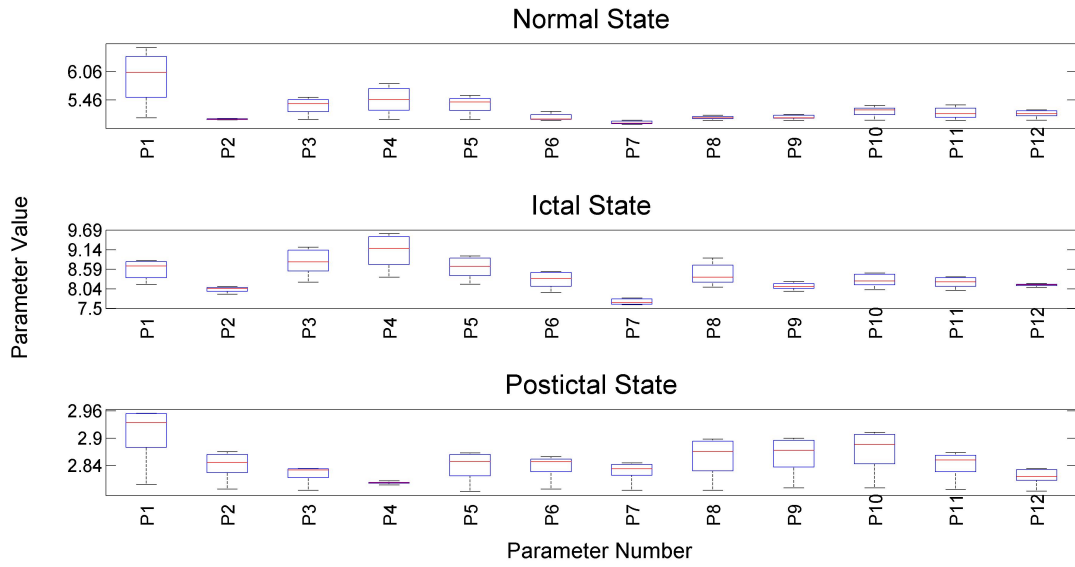 Normal State
6.06
5.46
P1 P2 P3 P4 P5 P6 P7 P8 P9 P10 P11 P12
Parameter Value
Ictal State
9.69
9.14
8.59
8.04
7.5
P1 P2 P3 P4 P5 P6 P7 P8 P9 P10 P11 P12
Postictal State
2.96
2.9
2.84
P1 P2 P3 P4 P5 P6 P7 P8 P9 P10 P11 P12
Parameter Number